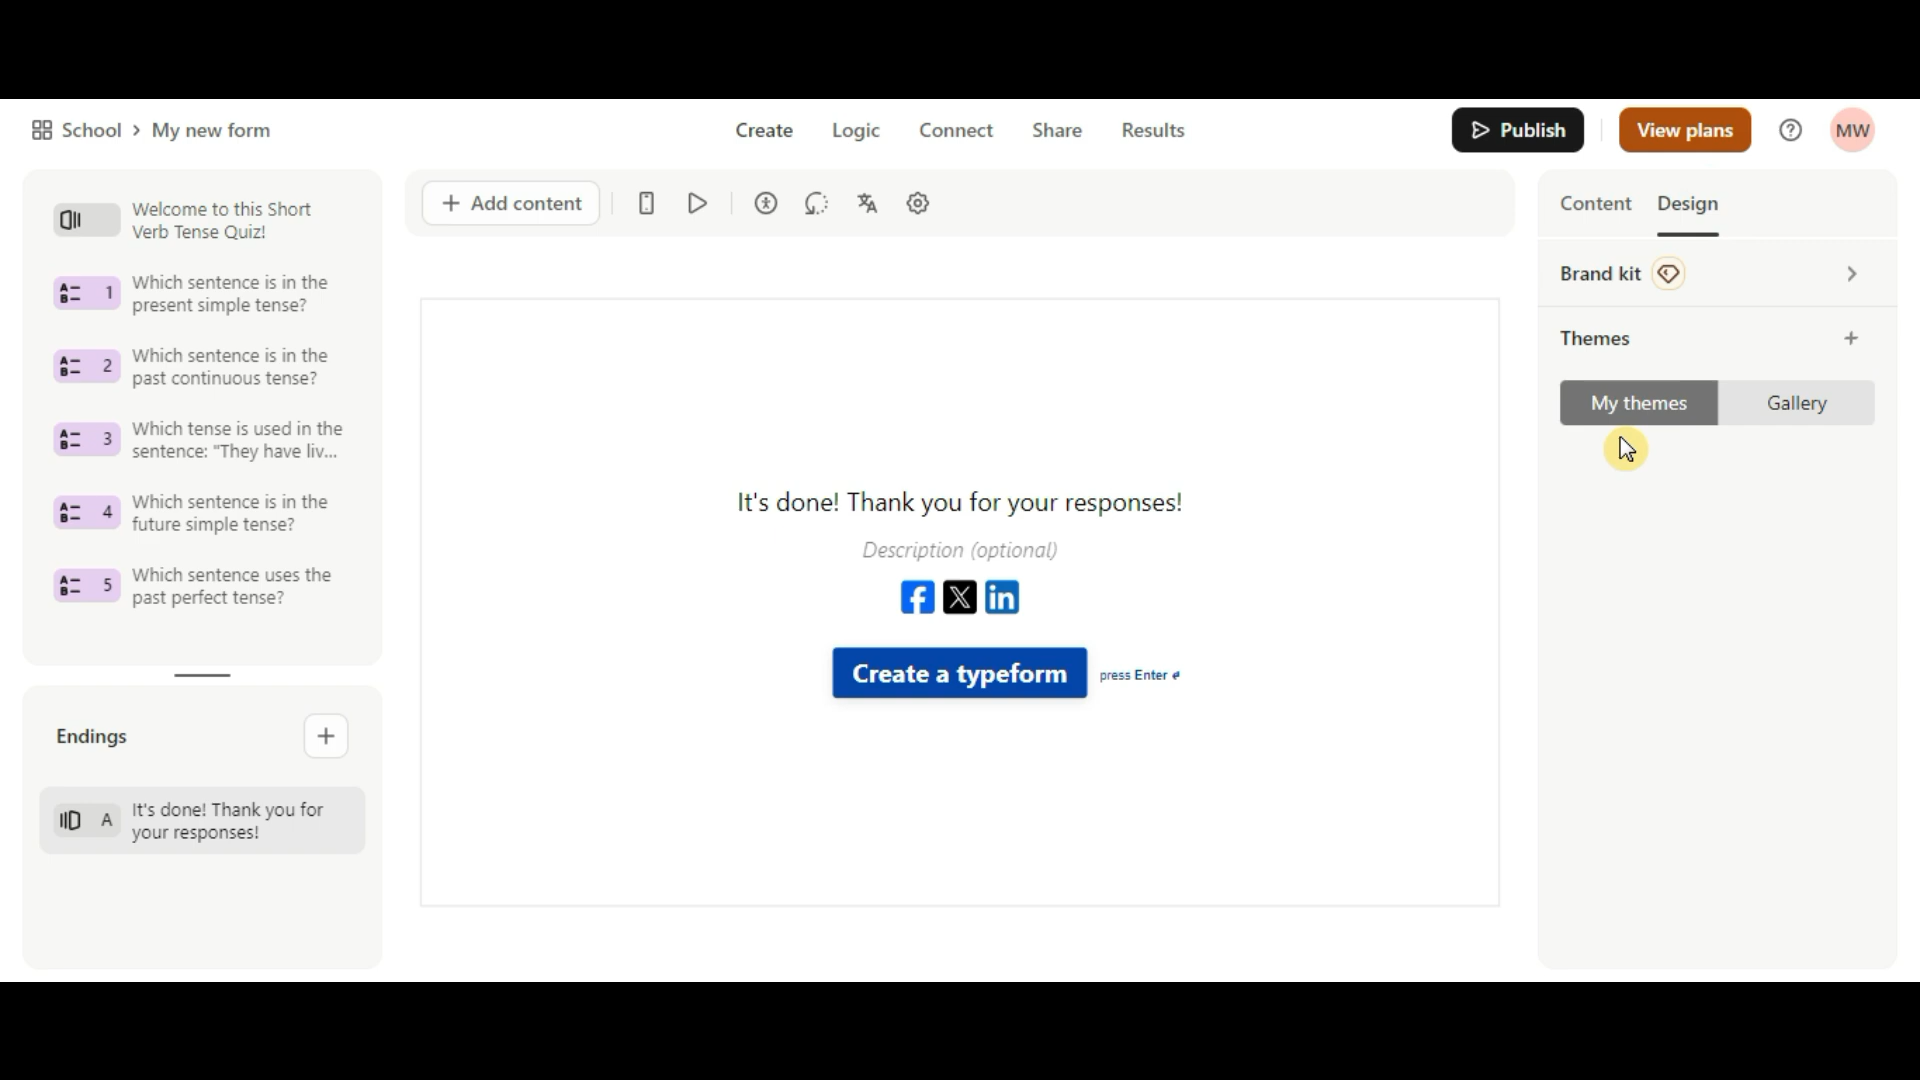 School > My new form
Create
Logic
Connect
Share
Results
Publish
View plans
MW
Welcome to this Short
Verb Tense Quiz!
1
Which sentence is in the
present simple tense?
2
Which sentence is in the
past continuous tense?
3
Which tense is used in the
sentence: "They have liv...
4
Which sentence is in the
future simple tense?
5
Which sentence uses the
past perfect tense?
Endings
A
It's done! Thank you for
your responses!
+ Add content
It's done! Thank you for your responses!
Description (optional)
Create a typeform
press Enter ↵
Content
Design
Brand kit
Themes
My themes
Gallery